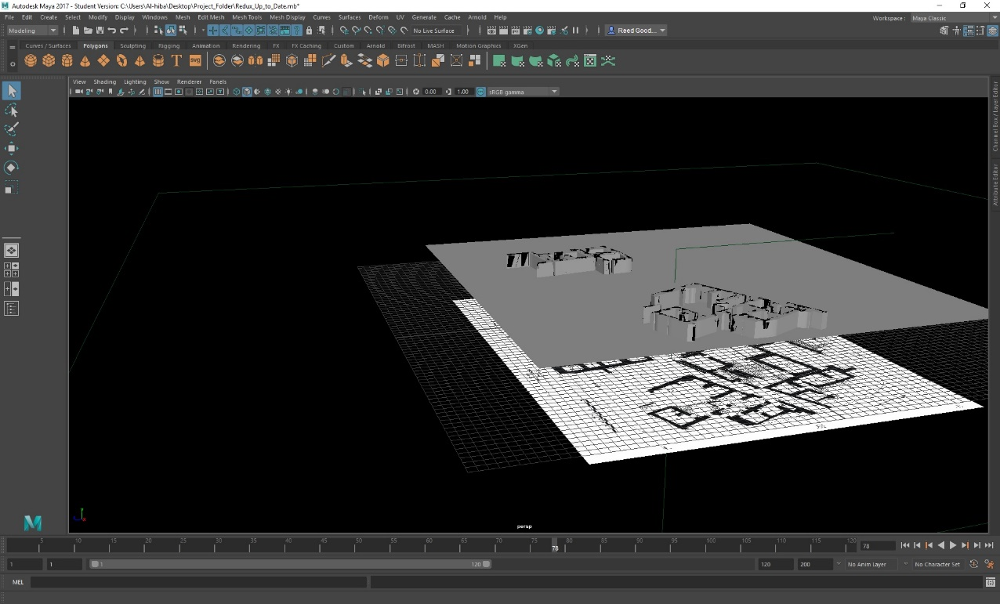 Autodesk Maya 2017 - Student Version: C:\Users\Al-hiba\Desktop\Project_Folder\Redux_Up_to_Date.mb*
File Edit Create Select Modify Display Windows Mesh Edit Mesh Mesh Tools Mesh Display Curves Surfaces Deform UV Generate Cache Arnold Help
Workspace : Maya Classic
Modeling No Live Surface Reed Good...
Curves / Surfaces Polygons Sculpting Rigging Animation Rendering FX FX Caching Custom Arnold Bifrost MASH Motion Graphics XGen
T SVG
View Shading Lighting Show Renderer Panels
0.00 1.00 sRGB gamma
Channel Box / Layer Editor
Attribute Editor
persp
5 10 15 20 25 30 35 40 45 50 55 60 65 70 75 80 85 90 95 100 105 110 115 120
78
78
1 1 1 120 120 200 No Anim Layer No Character Set
MEL